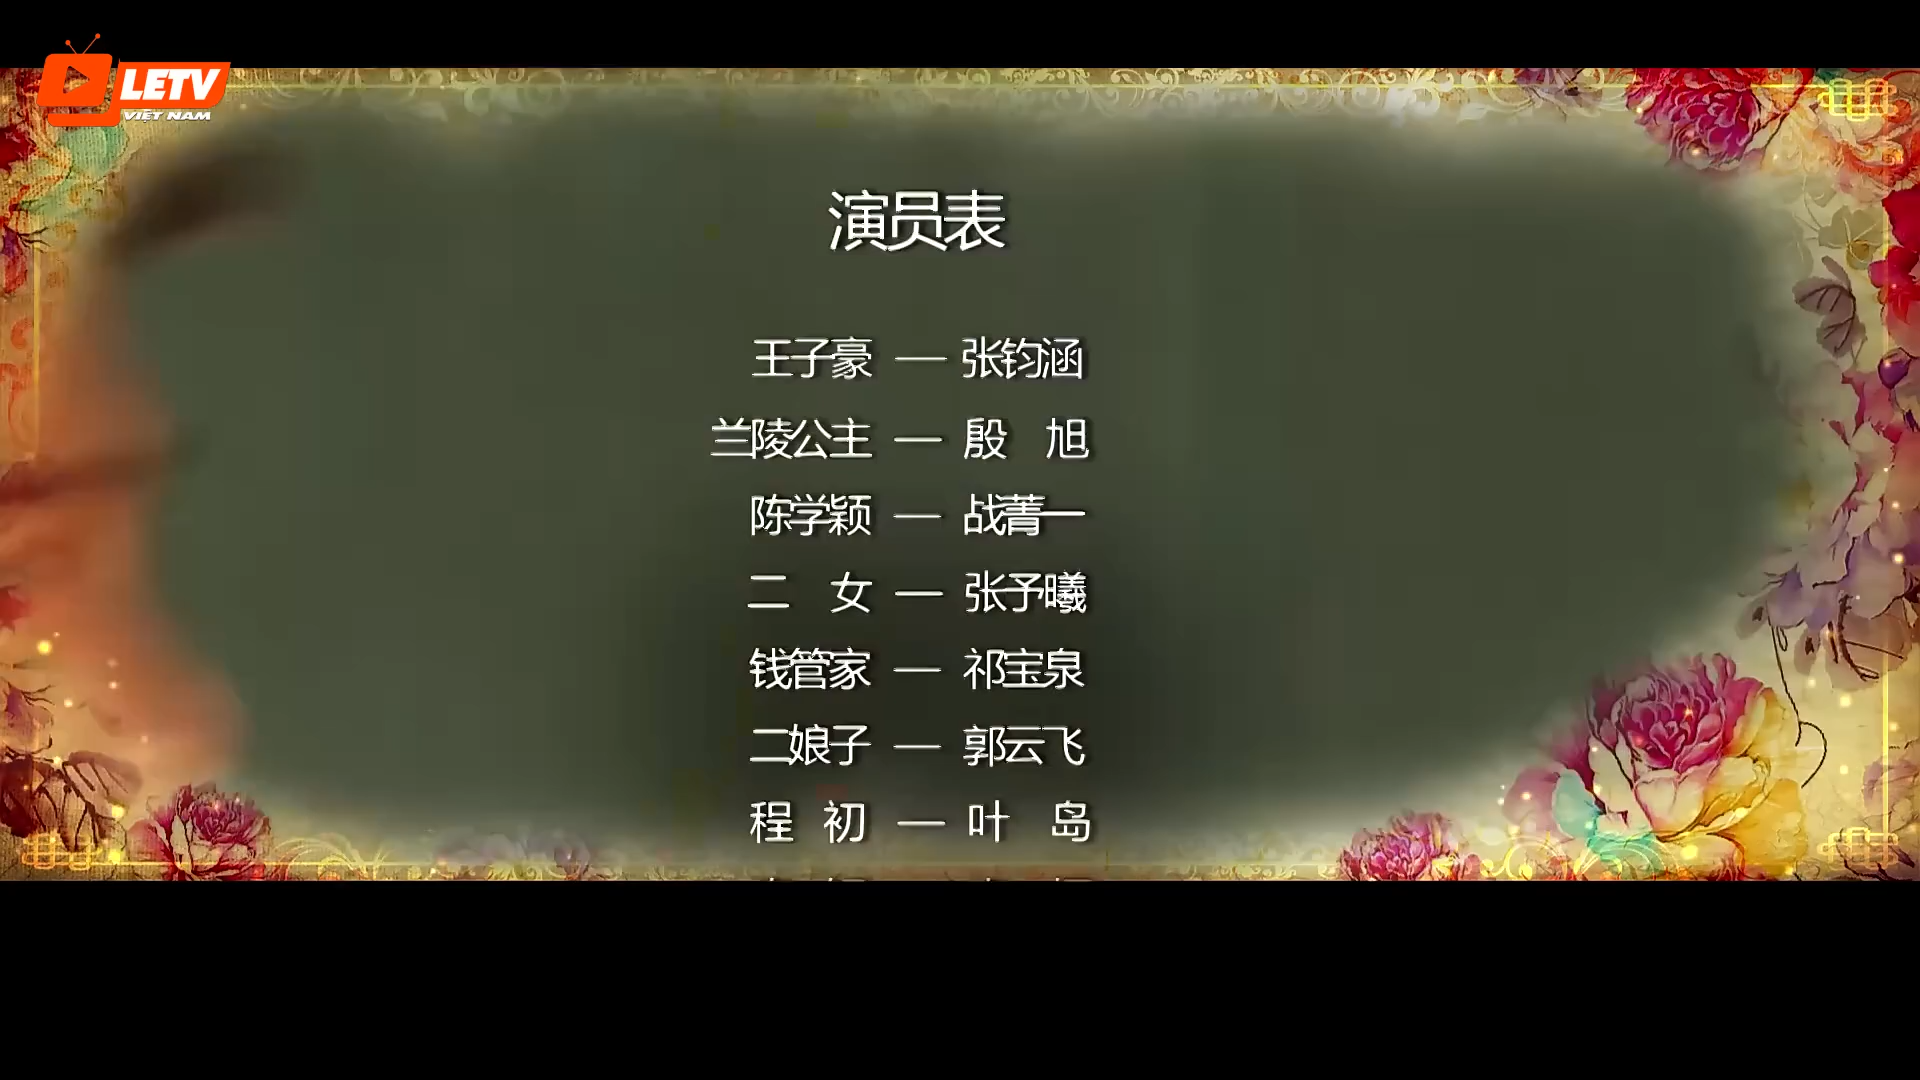 LETV
VIỆT NAM
演员表
王子豪 — 张钧涵
兰陵公主 — 殷 旭
陈学颖 — 战菁一
二 女 — 张予曦
钱管家 — 祁宝泉
二娘子 — 郭云飞
程 初 — 叶 岛